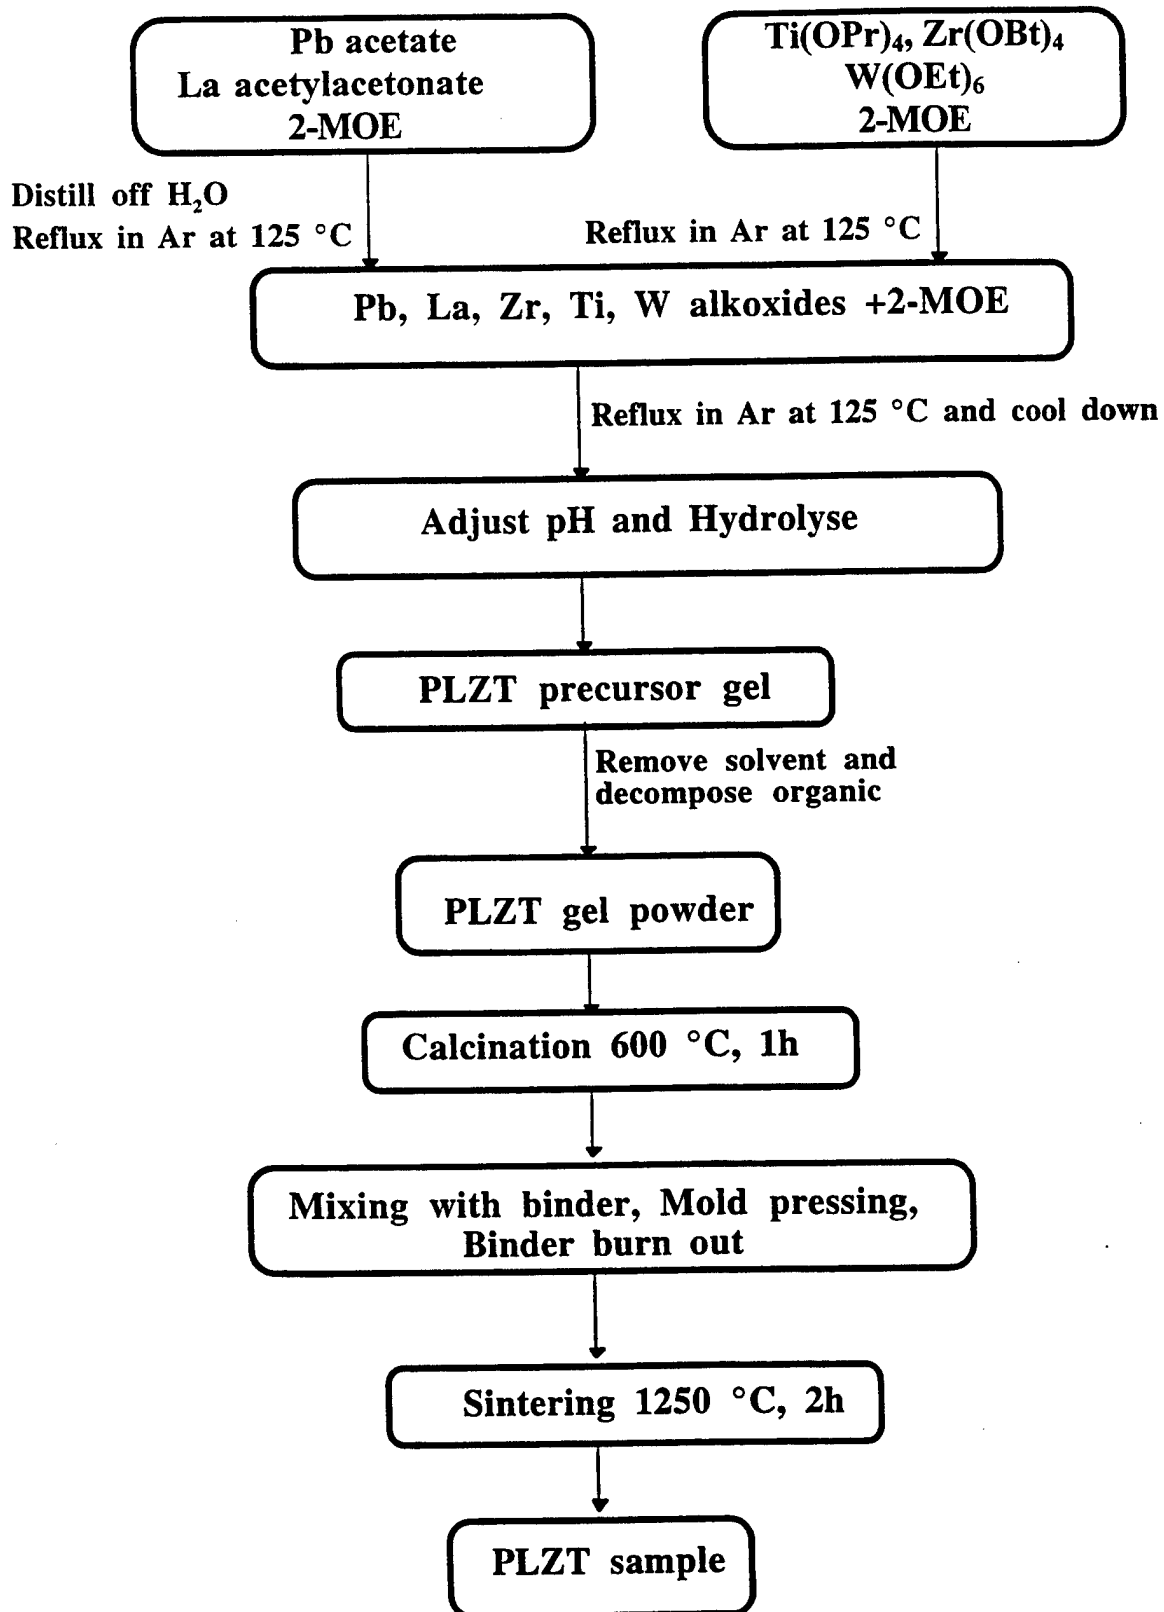 Pb acetate
La acetylacetonate
2-MOE
Ti(OPr)₄, Zr(OBt)₄
W(OEt)₆
2-MOE
Distill off H₂O
Reflux in Ar at 125 °C
Reflux in Ar at 125 °C
Pb, La, Zr, Ti, W alkoxides +2-MOE
Reflux in Ar at 125 °C and cool down
Adjust pH and Hydrolyse
PLZT precursor gel
Remove solvent and
decompose organic
PLZT gel powder
Calcination 600 °C, 1h
Mixing with binder, Mold pressing,
Binder burn out
Sintering 1250 °C, 2h
PLZT sample